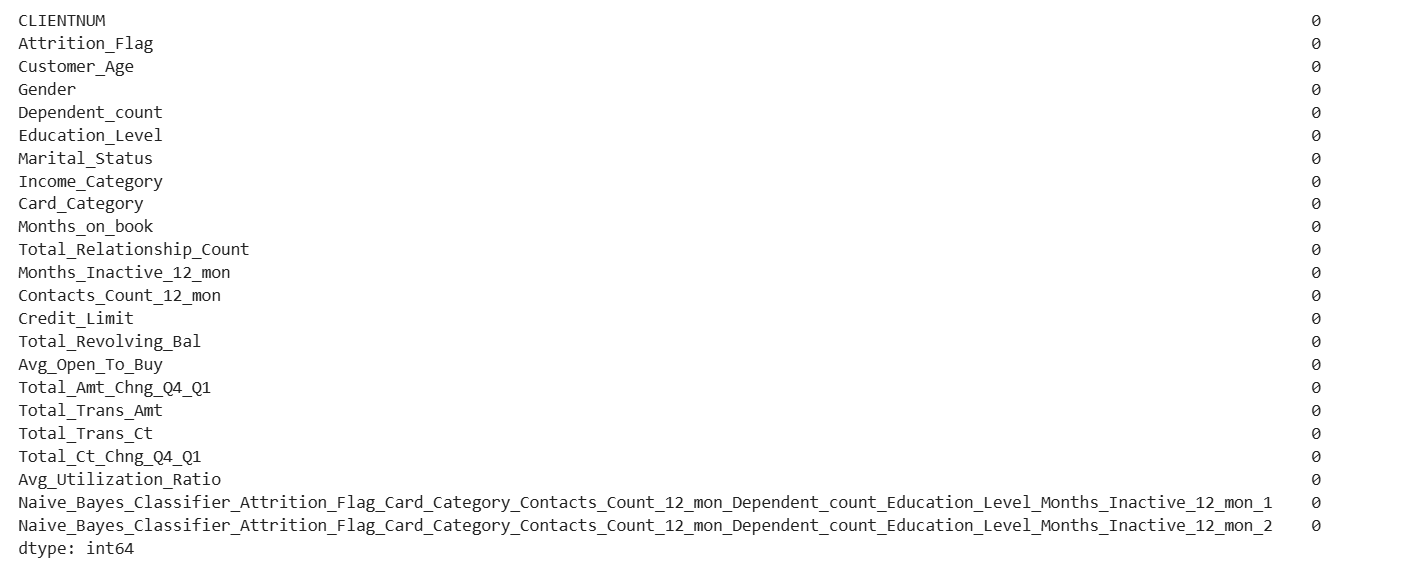 CLIENTNUM 0
Attrition_Flag 0
Customer_Age 0
Gender 0
Dependent_count 0
Education_Level 0
Marital_Status 0
Income_Category 0
Card_Category 0
Months_on_book 0
Total_Relationship_Count 0
Months_Inactive_12_mon 0
Contacts_Count_12_mon 0
Credit_Limit 0
Total_Revolving_Bal 0
Avg_Open_To_Buy 0
Total_Amt_Chng_Q4_Q1 0
Total_Trans_Amt 0
Total_Trans_Ct 0
Total_Ct_Chng_Q4_Q1 0
Avg_Utilization_Ratio 0
Naive_Bayes_Classifier_Attrition_Flag_Card_Category_Contacts_Count_12_mon_Dependent_count_Education_Level_Months_Inactive_12_mon_1 0
Naive_Bayes_Classifier_Attrition_Flag_Card_Category_Contacts_Count_12_mon_Dependent_count_Education_Level_Months_Inactive_12_mon_2 0
dtype: int64